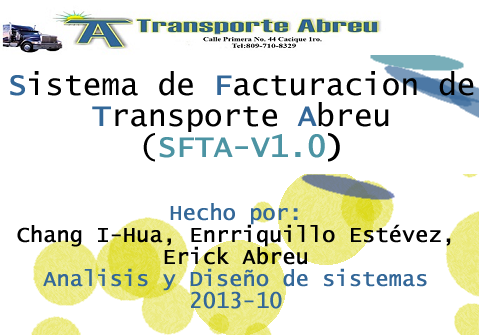 Transporte Abreu
Calle Primera No. 44 Cacique 1ro.
Tel:809-710-8329
Sistema de Facturacion de
Transporte Abreu
(SFTA-V1.0)
Hecho por:
Chang I-Hua, Enrriquillo Estévez,
Erick Abreu
Analisis y Diseño de sistemas
2013-10